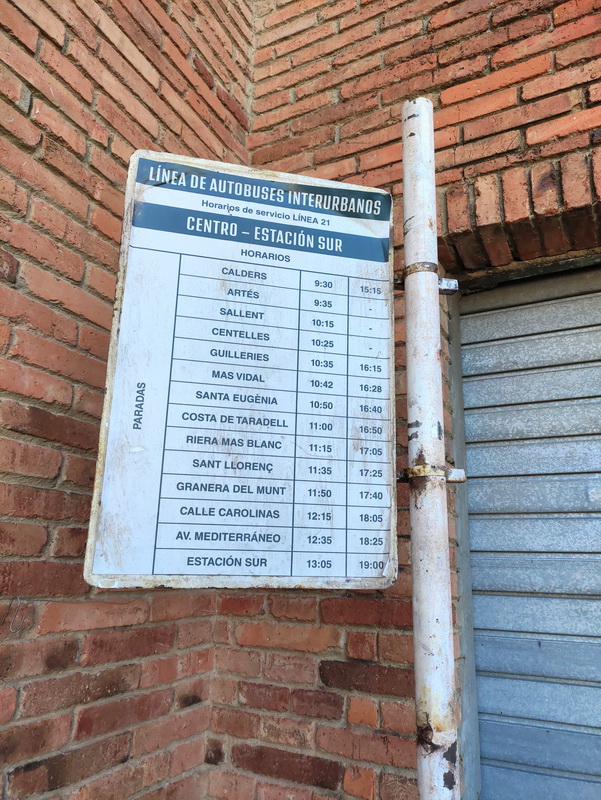 LÍNEA DE AUTOBUSES INTERURBANOS
Horarios de servicio LÍNEA 21
CENTRO – ESTACIÓN SUR
HORARIOS
PARADAS
CALDERS 9:30 15:15
ARTÉS 9:35 -
SALLENT 10:15 -
CENTELLES 10:25 -
GUILLERIES 10:35 16:15
MAS VIDAL 10:42 16:28
SANTA EUGÈNIA 10:50 16:40
COSTA DE TARADELL 11:00 16:50
RIERA MAS BLANC 11:15 17:05
SANT LLORENÇ 11:35 17:25
GRANERA DEL MUNT 11:50 17:40
CALLE CAROLINAS 12:15 18:05
AV. MEDITERRÁNEO 12:35 18:25
ESTACIÓN SUR 13:05 19:00